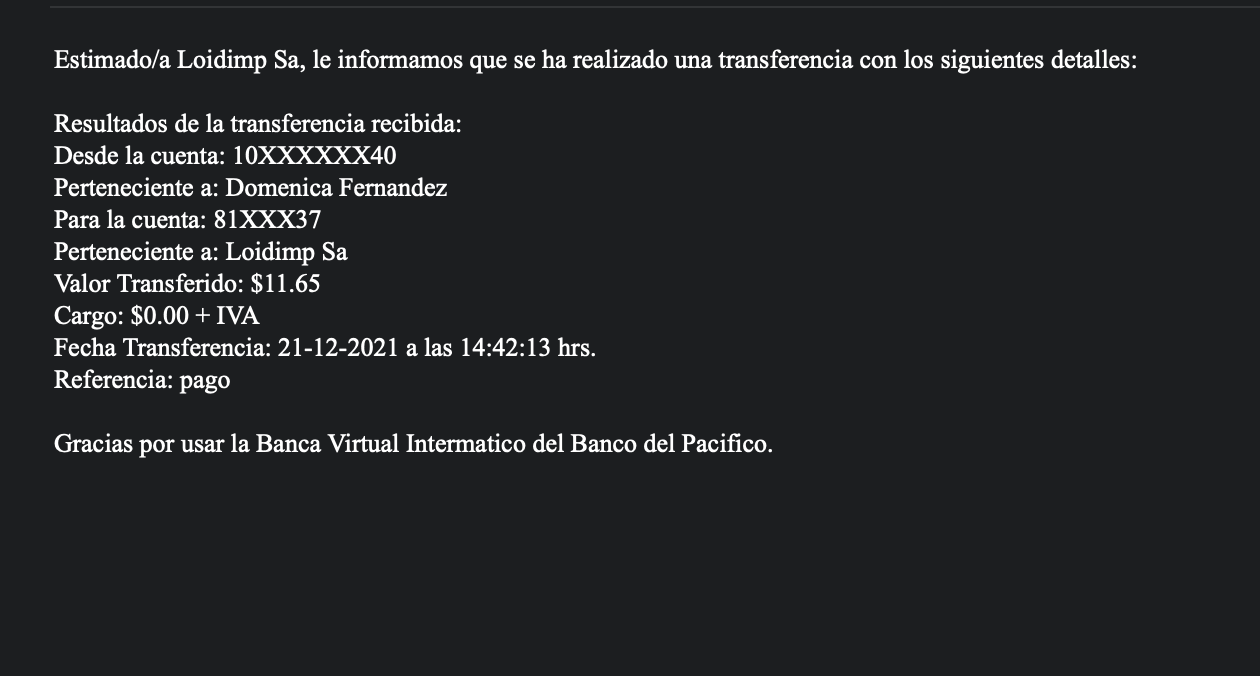 Estimado/a Loidimp Sa, le informamos que se ha realizado una transferencia con los siguientes detalles:
Resultados de la transferencia recibida:
Desde la cuenta: 10XXXXXX40
Perteneciente a: Domenica Fernandez
Para la cuenta: 81XXX37
Perteneciente a: Loidimp Sa
Valor Transferido: $11.65
Cargo: $0.00 + IVA
Fecha Transferencia: 21-12-2021 a las 14:42:13 hrs.
Referencia: pago
Gracias por usar la Banca Virtual Intermatico del Banco del Pacifico.